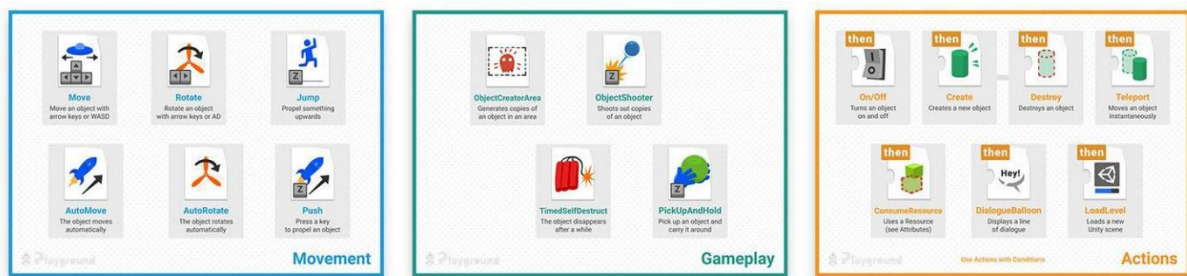 Move
Move an object with
arrow keys or WASD
Rotate
Rotate an object
with arrow keys or AD
Z
Jump
Propel something
upwards
AutoMove
The object moves
automatically
AutoRotate
The object rotates
automatically
Z
Push
Press a key
to propel an object
Playground
Movement
ObjectCreatorArea
Generates copies of
an object in an area
Z
ObjectShooter
Shoots out copies
of an object
TimedSelfDestruct
The object disappears
after a while
Z
PickUpAndHold
Pick up an object and
carry it around
Playground
Gameplay
then
On/Off
Turns an object
on and off
then
Create
Creates a new object
then
Destroy
Destroys an object
then
Teleport
Moves an object
instantaneously
then
ConsumeResource
Uses a Resource
(see Attributes)
then
Hey!
DialogueBalloon
Displays a line
of dialogue
then
LoadLevel
Loads a new
Unity scene
Playground
Use Actions with Conditions
Actions